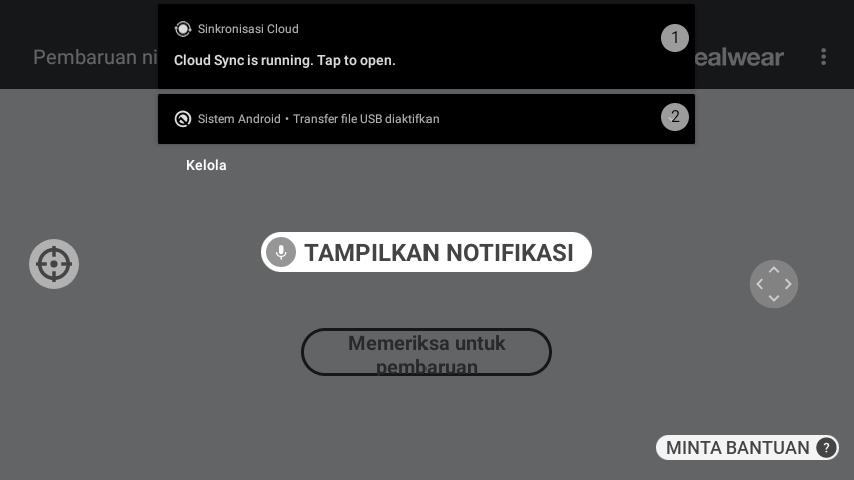 Sinkronisasi Cloud
1
Cloud Sync is running. Tap to open.
Pembaruan
ealwear
Sistem Android • Transfer file USB diaktifkan
2
Kelola
TAMPILKAN NOTIFIKASI
Memeriksa untuk
pembaruan
MINTA BANTUAN ?